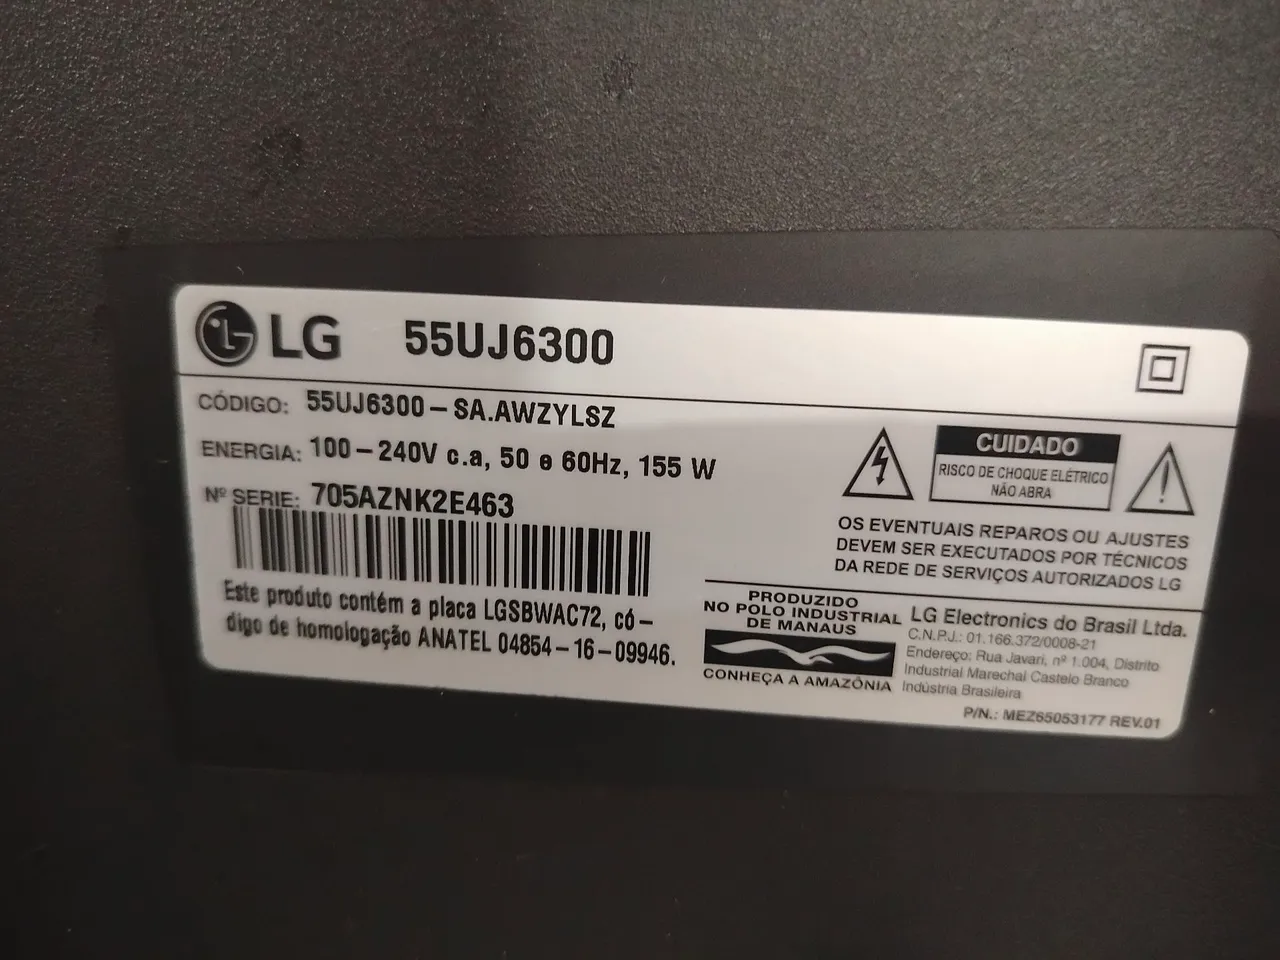 LG 55UJ6300
CÓDIGO: 55UJ6300-SA.AWZYLSZ
ENERGIA: 100-240V c.a, 50 e 60Hz, 155 W
Nº SERIE: 705AZNK2E463
Este produto contém a placa LGSBWAC72, có-
digo de homologação ANATEL 04854-16-09946.
CUIDADO
RISCO DE CHOQUE ELÉTRICO
NÃO ABRA
OS EVENTUAIS REPAROS OU AJUSTES
DEVEM SER EXECUTADOS POR TÉCNICOS
DA REDE DE SERVIÇOS AUTORIZADOS LG
PRODUZIDO
NO POLO INDUSTRIAL
DE MANAUS
CONHEÇA A AMAZÔNIA
LG Electronics do Brasil Ltda.
C.N.P.J.: 01.166.372/0008-21
Endereço: Rua Javari, nº 1.004, Distrito
Industrial Marechal Castelo Branco
Indústria Brasileira
P/N.: MEZ65053177 REV.01